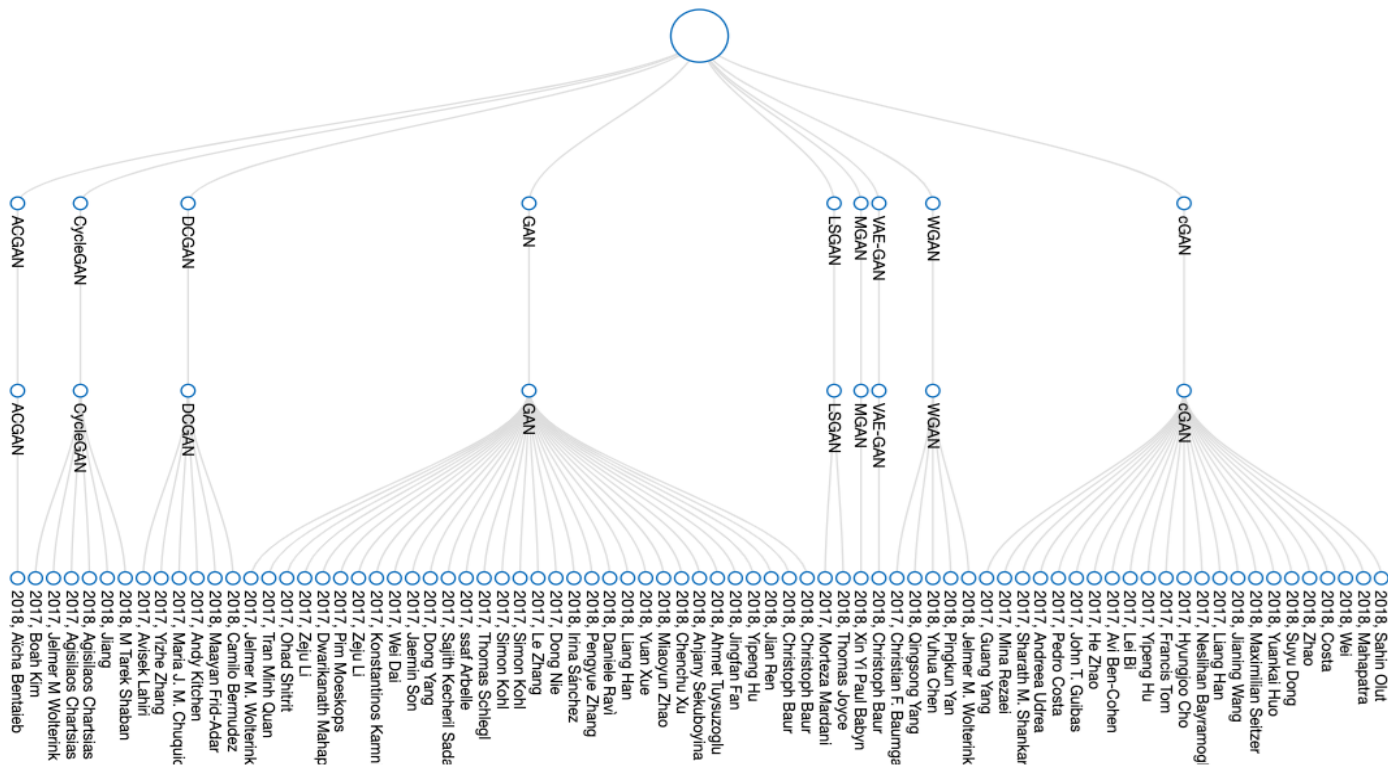 ACGAN
CycleGAN
DCGAN
GAN
LSGAN
MGAN
VAE-GAN
WGAN
cGAN
ACGAN
CycleGAN
DCGAN
GAN
LSGAN
MGAN
VAE-GAN
WGAN
cGAN
2018, Aicha Bentaieb
2017, Boah Kim
2017, Jelmer M Wolterink
2017, Agisilaos Chartsias
2018, Agisilaos Chartsias
2018, Jiang
2018, M Tarek Shaban
2017, Avisek Lahiri
2017, Yizhe Zhang
2017, Maria J. M. Chuquic
2017, Andy Kitchen
2018, Maayan Frid-Adar
2018, Camilo Bermudez
2017, Jelmer M. Wolterink
2017, Tran Minh Quan
2017, Ohad Shitrit
2017, Zeju Li
2017, Dwarikanath Mahap
2017, Pim Moeskops
2017, Zeju Li
2017, Konstantinos Kamn
2017, Wei Dai
2017, Jaemin Son
2017, Dong Yang
2017, Sajith Kecheril Sada
2017, ssaf Arbelle
2017, Thomas Schlegl
2017, Simon Kohl
2017, Simon Kohl
2017, Le Zhang
2017, Dong Nie
2018, Irina Sánchez
2018, Pengyue Zhang
2018, Daniele Ravì
2018, Liang Han
2018, Yuan Xue
2018, Miaoyun Zhao
2018, Chenchu Xu
2018, Anjany Sekuboyina
2018, Ahmet Tuysuzoglu
2018, Jingfan Fan
2018, Yipeng Hu
2018, Jian Ren
2018, Christoph Baur
2018, Christoph Baur
2017, Morteza Mardani
2018, Thomas Joyce
2018, Xin Yi Paul Babyn
2018, Christoph Baur
2017, Christian F. Baumga
2018, Qingsong Yang
2018, Yuhua Chen
2018, Pingkun Yan
2018, Jelmer M. Wolterink
2017, Guang Yang
2017, Mina Rezaei
2017, Sharath M. Shankar
2017, Andreea Udrea
2017, Pedro Costa
2017, John T. Guibas
2017, He Zhao
2017, Avi Ben-Cohen
2017, Lei Bi
2017, Yipeng Hu
2017, Francis Tom
2017, Hyungjoo Cho
2018, Neslihan Bayramogl
2017, Liang Han
2018, Jianing Wang
2018, Maximilian Seitzer
2018, Yuankai Huo
2018, Suyu Dong
2018, Zhao
2018, Costa
2018, Wei
2018, Mahapatra
2018, Sahin Olut